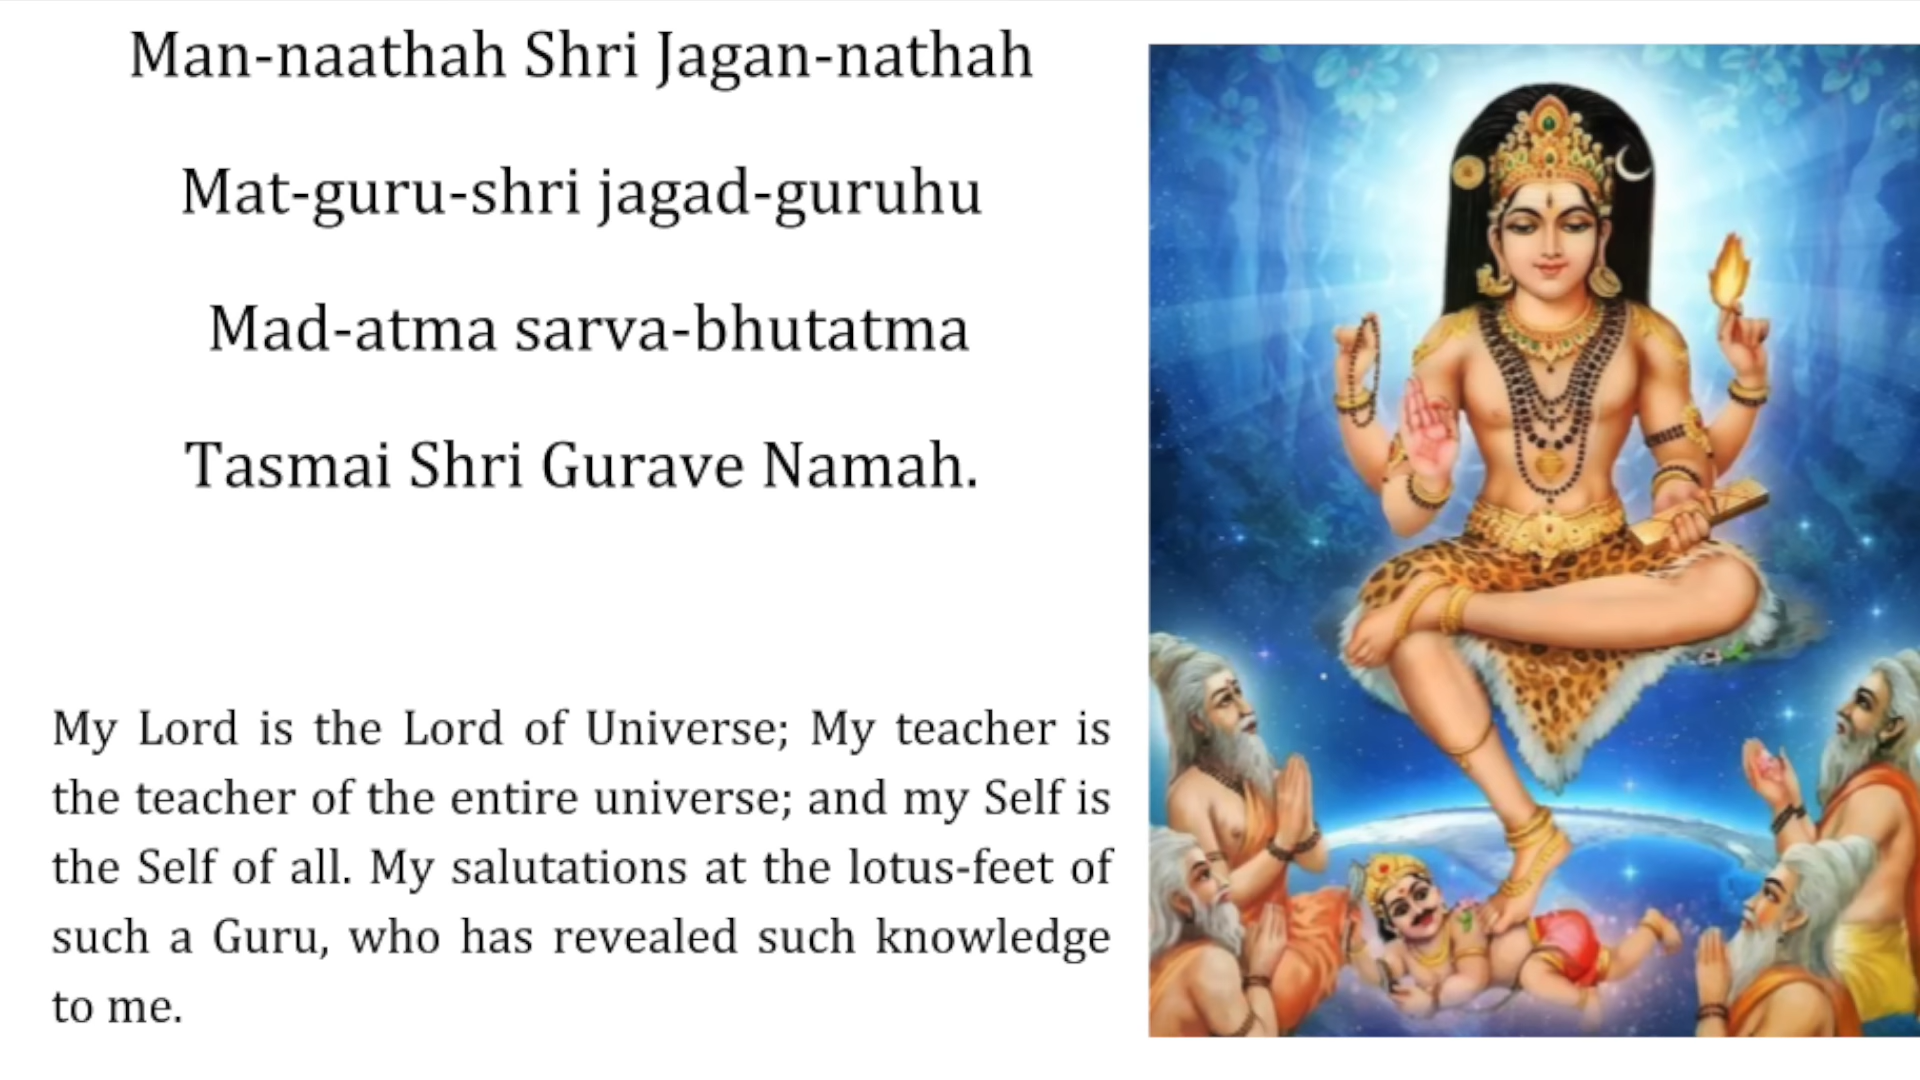 Man-naathah Shri Jagan-nathah
Mat-guru-shri jagad-guruhu
Mad-atma sarva-bhutatma
Tasmai Shri Gurave Namah.
My Lord is the Lord of Universe; My teacher is
the teacher of the entire universe; and my Self is
the Self of all. My salutations at the lotus-feet of
such a Guru, who has revealed such knowledge
to me.